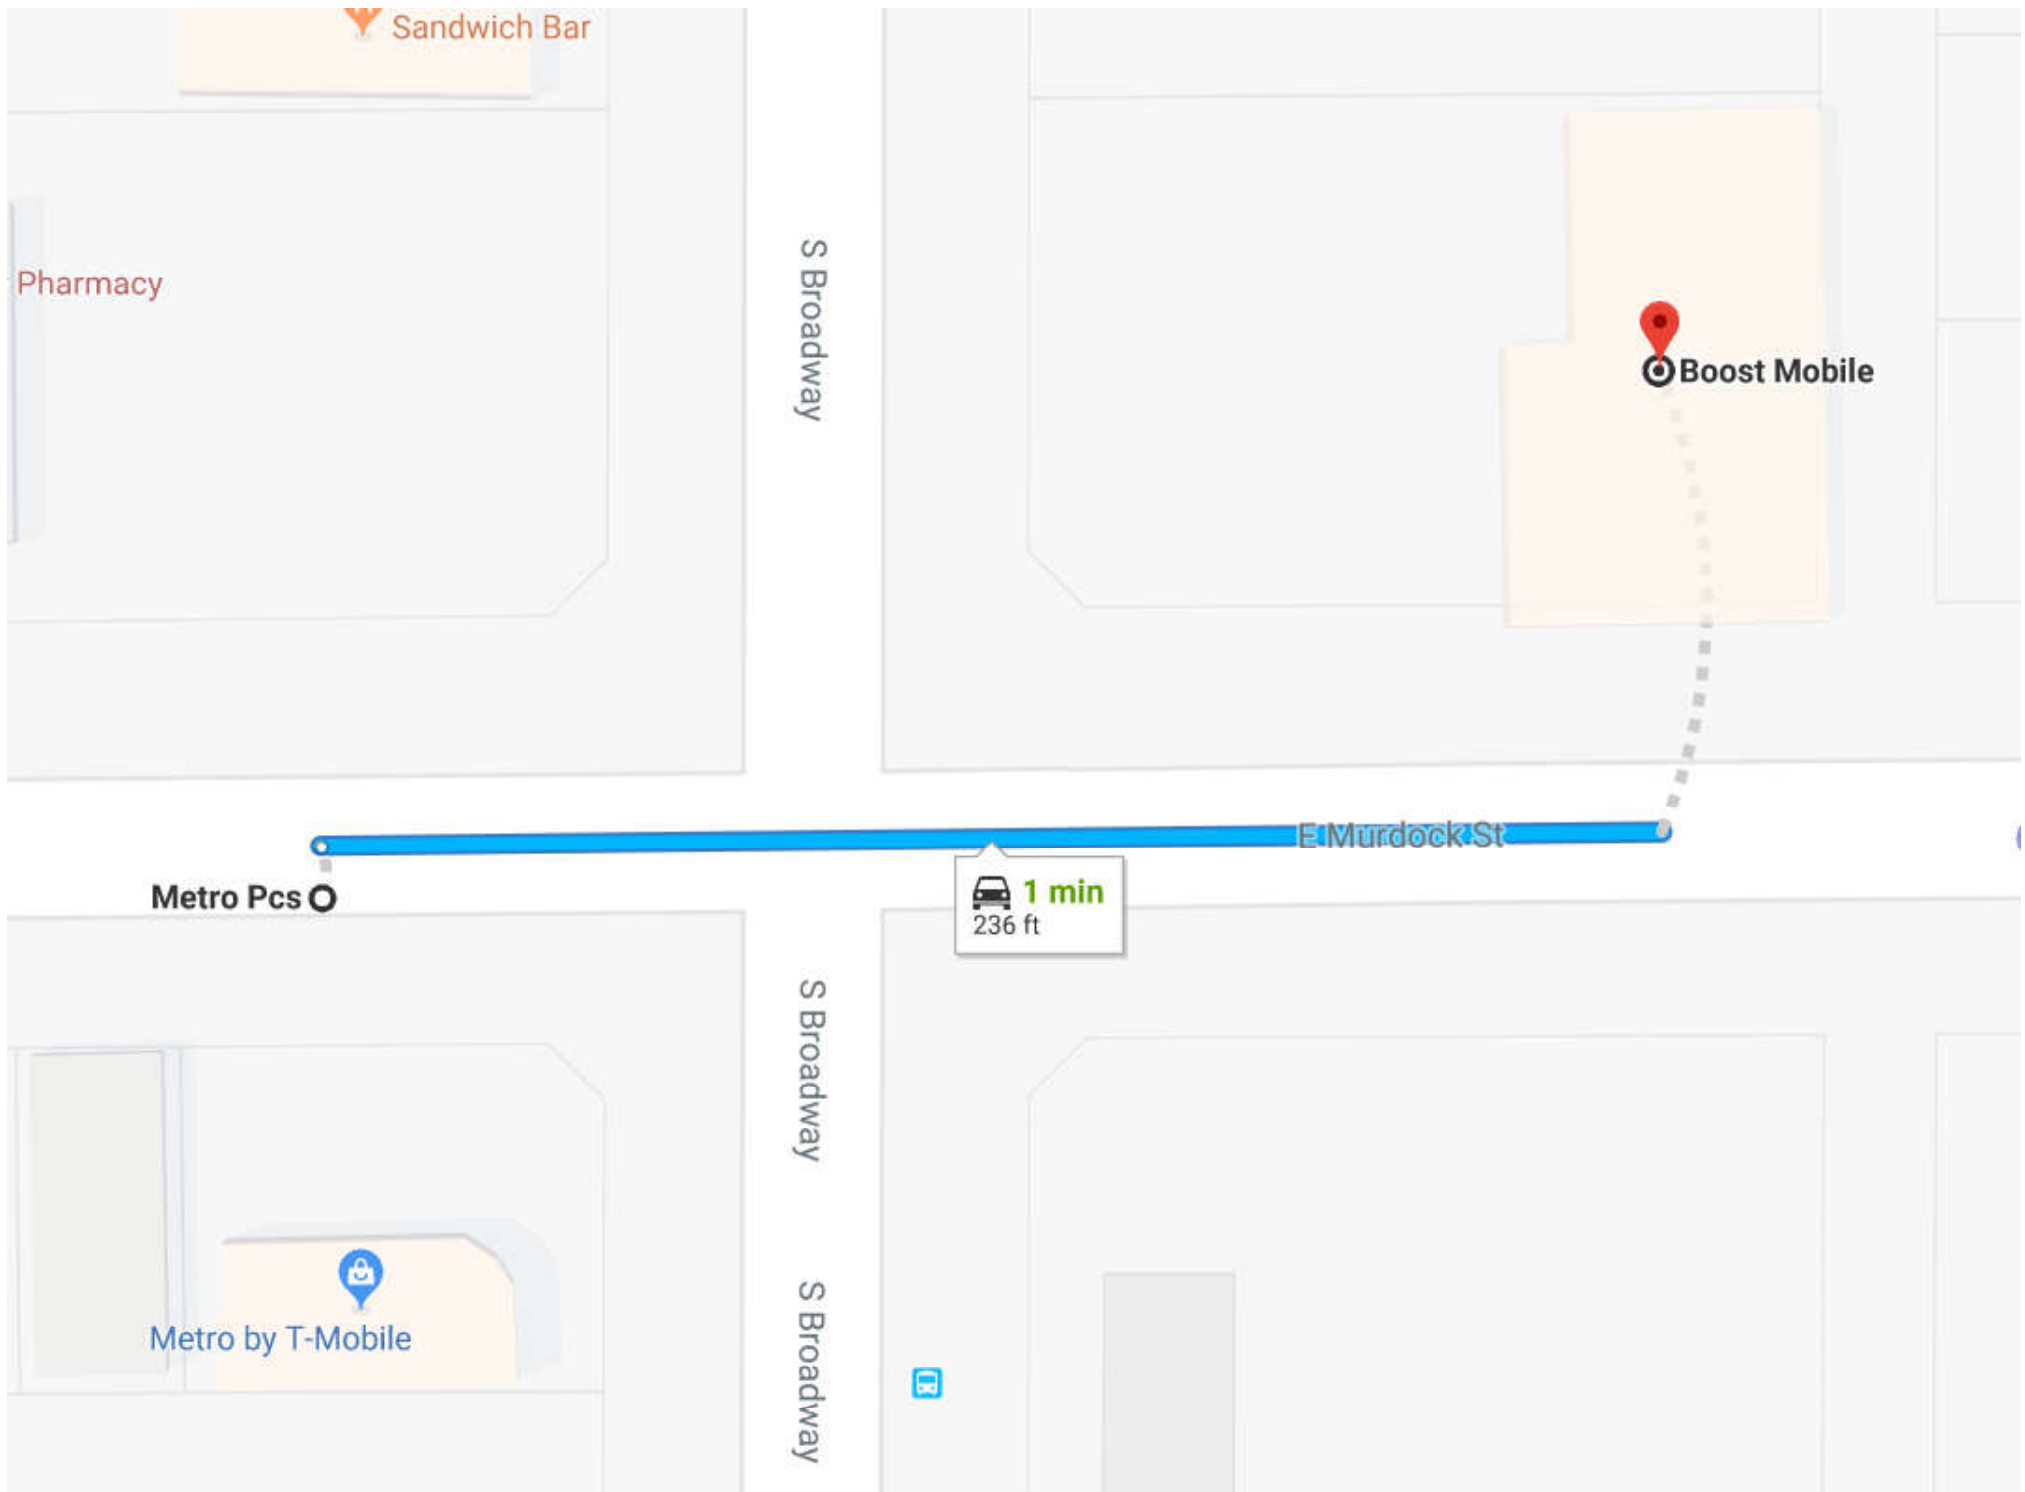 Sandwich Bar
Pharmacy
S Broadway
Boost Mobile
E Murdock St
Metro Pcs
1 min
236 ft
S Broadway
Metro by T-Mobile
S Broadway